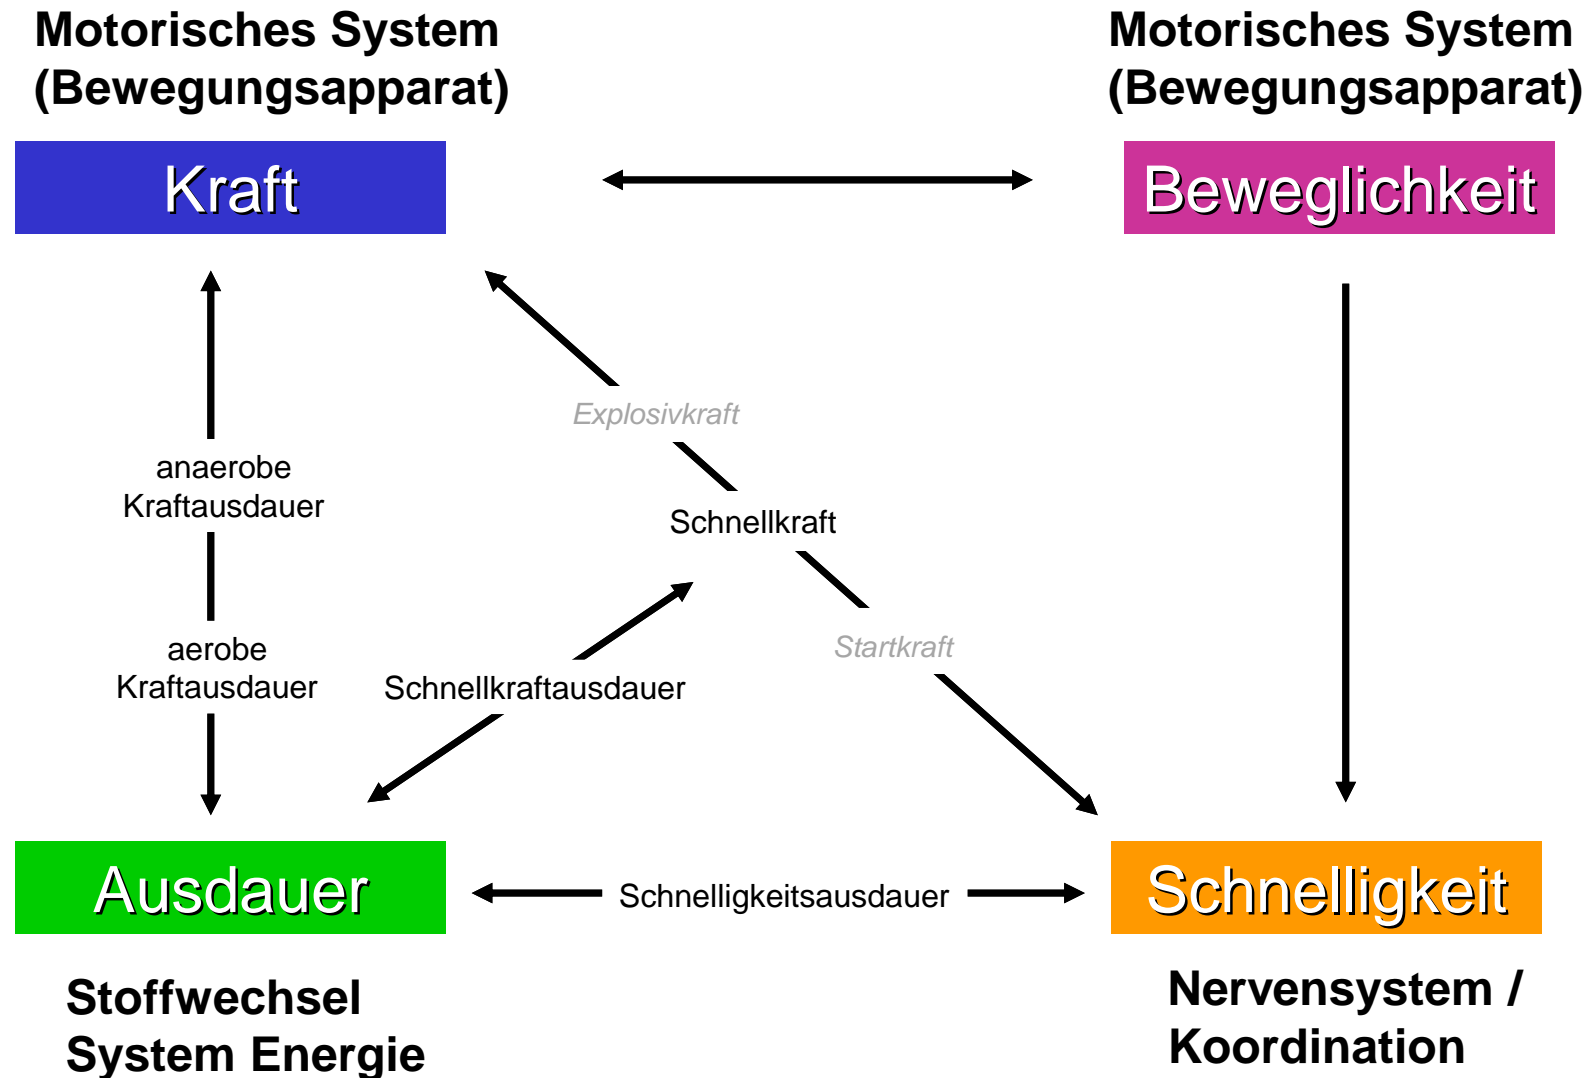 Motorisches System
(Bewegungsapparat)
Motorisches System
(Bewegungsapparat)
Kraft
Beweglichkeit
Explosivkraft
anaerobe
Kraftausdauer
Schnellkraft
aerobe
Kraftausdauer
Startkraft
Schnellkraftausdauer
Ausdauer
Schnelligkeitsausdauer
Schnelligkeit
Stoffwechsel
System Energie
Nervensystem /
Koordination